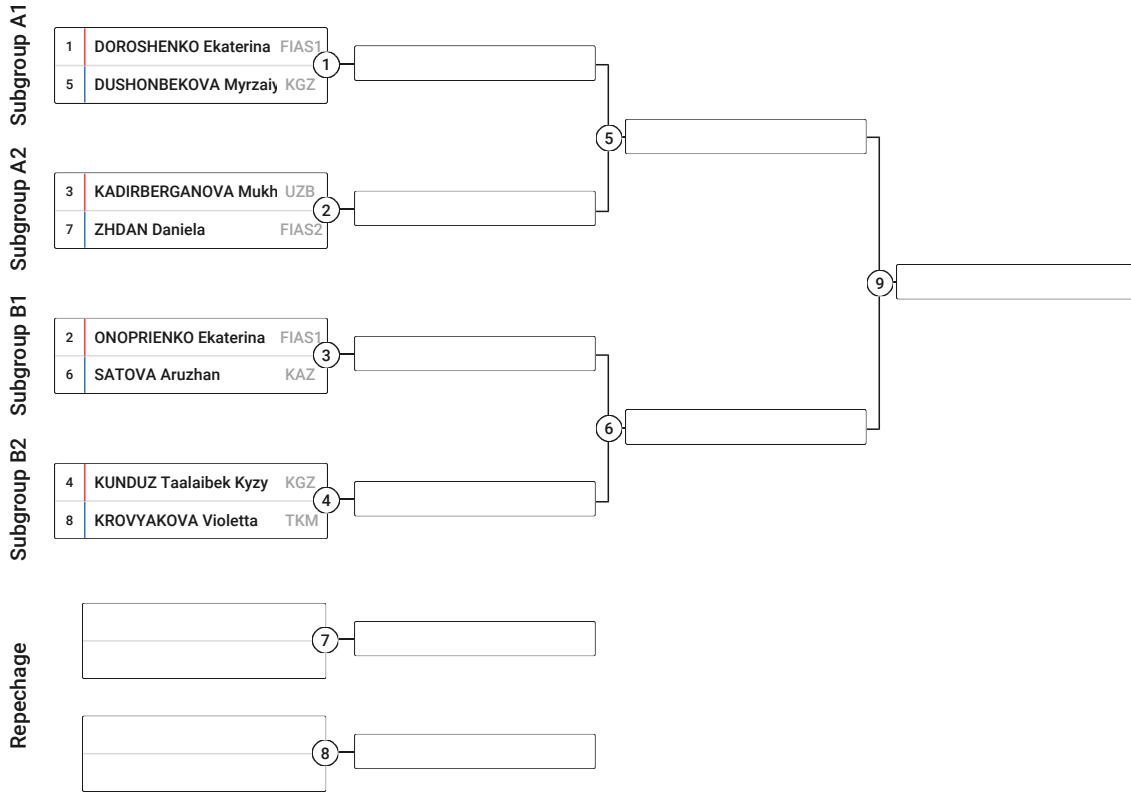 Subgroup A1
1 DOROSHENKO Ekaterina FIAS1
5 DUSHONBEKOVA Myrzaiy KGZ
1
5
Subgroup A2
3 KADIRBERGANOVA Mukh UZB
7 ZHDAN Daniela FIAS2
2
9
Subgroup B1
2 ONOPRIENKO Ekaterina FIAS1
6 SATOVA Aruzhan KAZ
3
6
Subgroup B2
4 KUNDUZ Taalaibek Kyzy KGZ
8 KROVYAKOVA Violetta TKM
4
Repechage
7
8